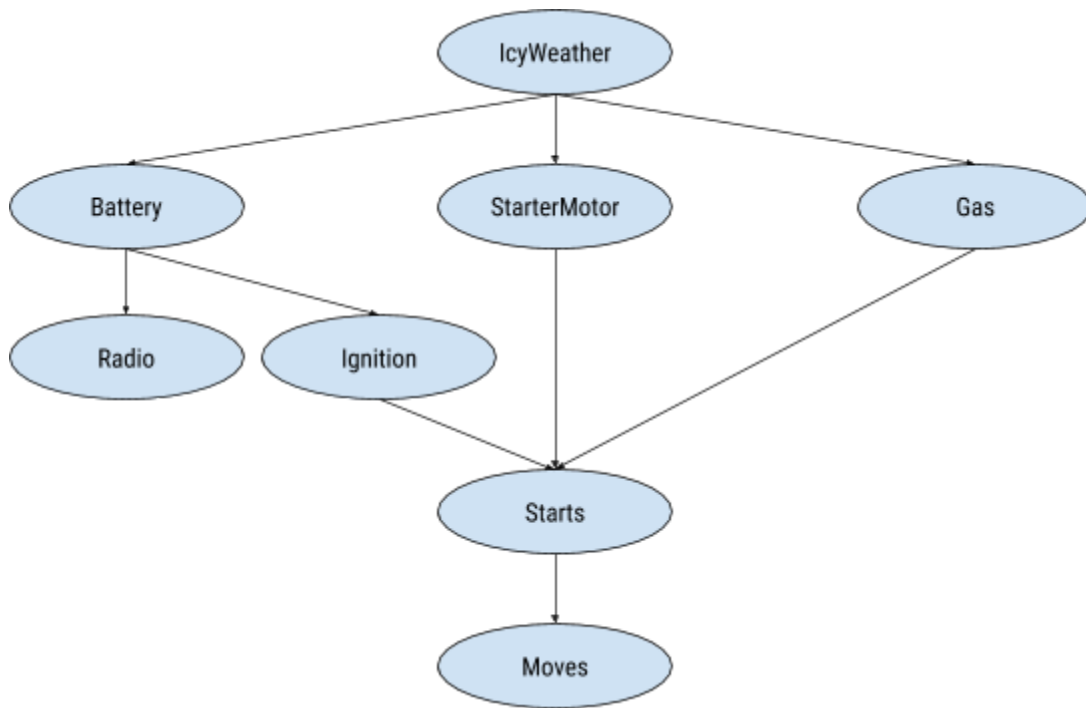 IcyWeather
Battery
StarterMotor
Gas
Radio
Ignition
Starts
Moves